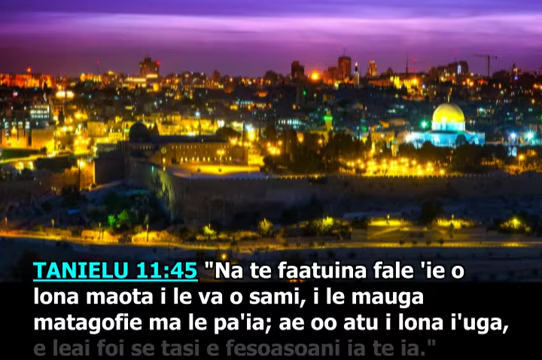 TANIELU 11:45 "Na te faatuina fale 'ie o
lona maota i le va o sami, i le mauga
matagofie ma le pa'ia; ae oo atu i lona i'uga,
e leai foi se tasi e fesoasoani ia te ia."